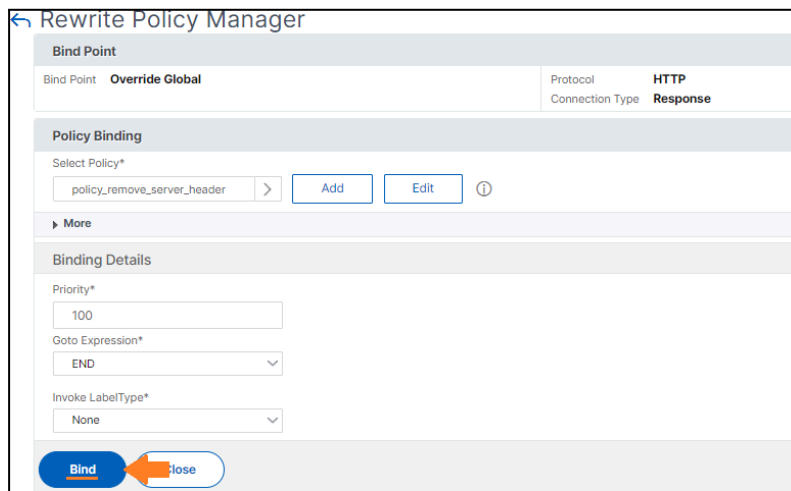 Rewrite Policy Manager
Bind Point
Bind Point Override Global
Protocol HTTP
Connection Type Response
Policy Binding
Select Policy*
policy_remove_server_header > Add Edit
More
Binding Details
Priority*
100
Goto Expression*
END
Invoke LabelType*
None
Bind